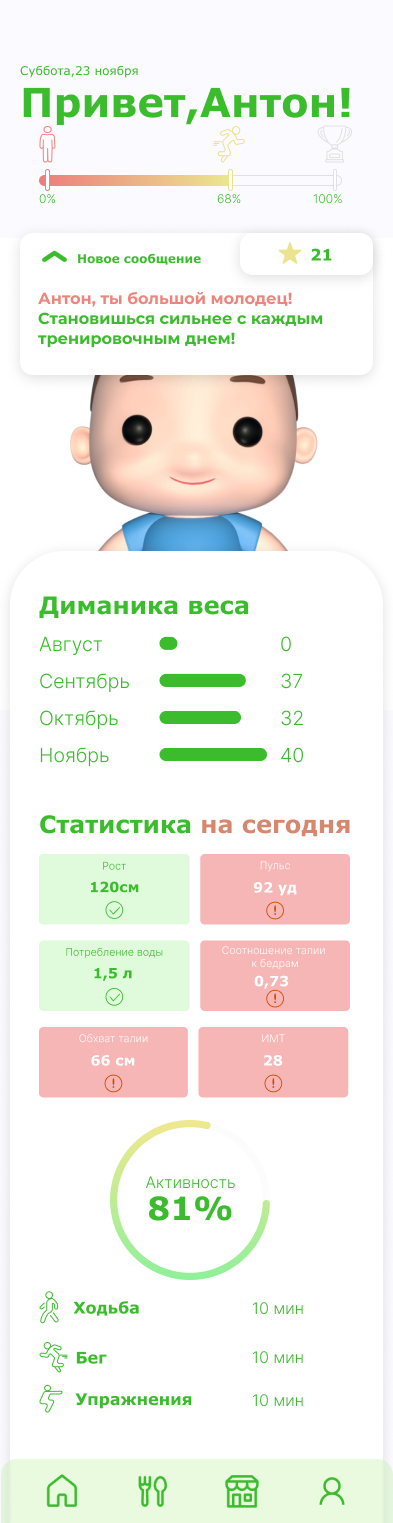 Суббота,23 ноября
Привет,Антон!
0%
68%
100%
Новое сообщение
21
Антон, ты большой молодец!
Становишься сильнее с каждым
тренировочным днем!
Диманика веса
Август 0
Сентябрь 37
Октябрь 32
Ноябрь 40
Статистика на сегодня
Рост
120см
Пульс
92 уд
Потребление воды
1,5 л
Соотношение талии
к бедрам
0,73
Обхват талии
66 см
ИМТ
28
Активность
81%
Ходьба 10 мин
Бег 10 мин
Упражнения 10 мин